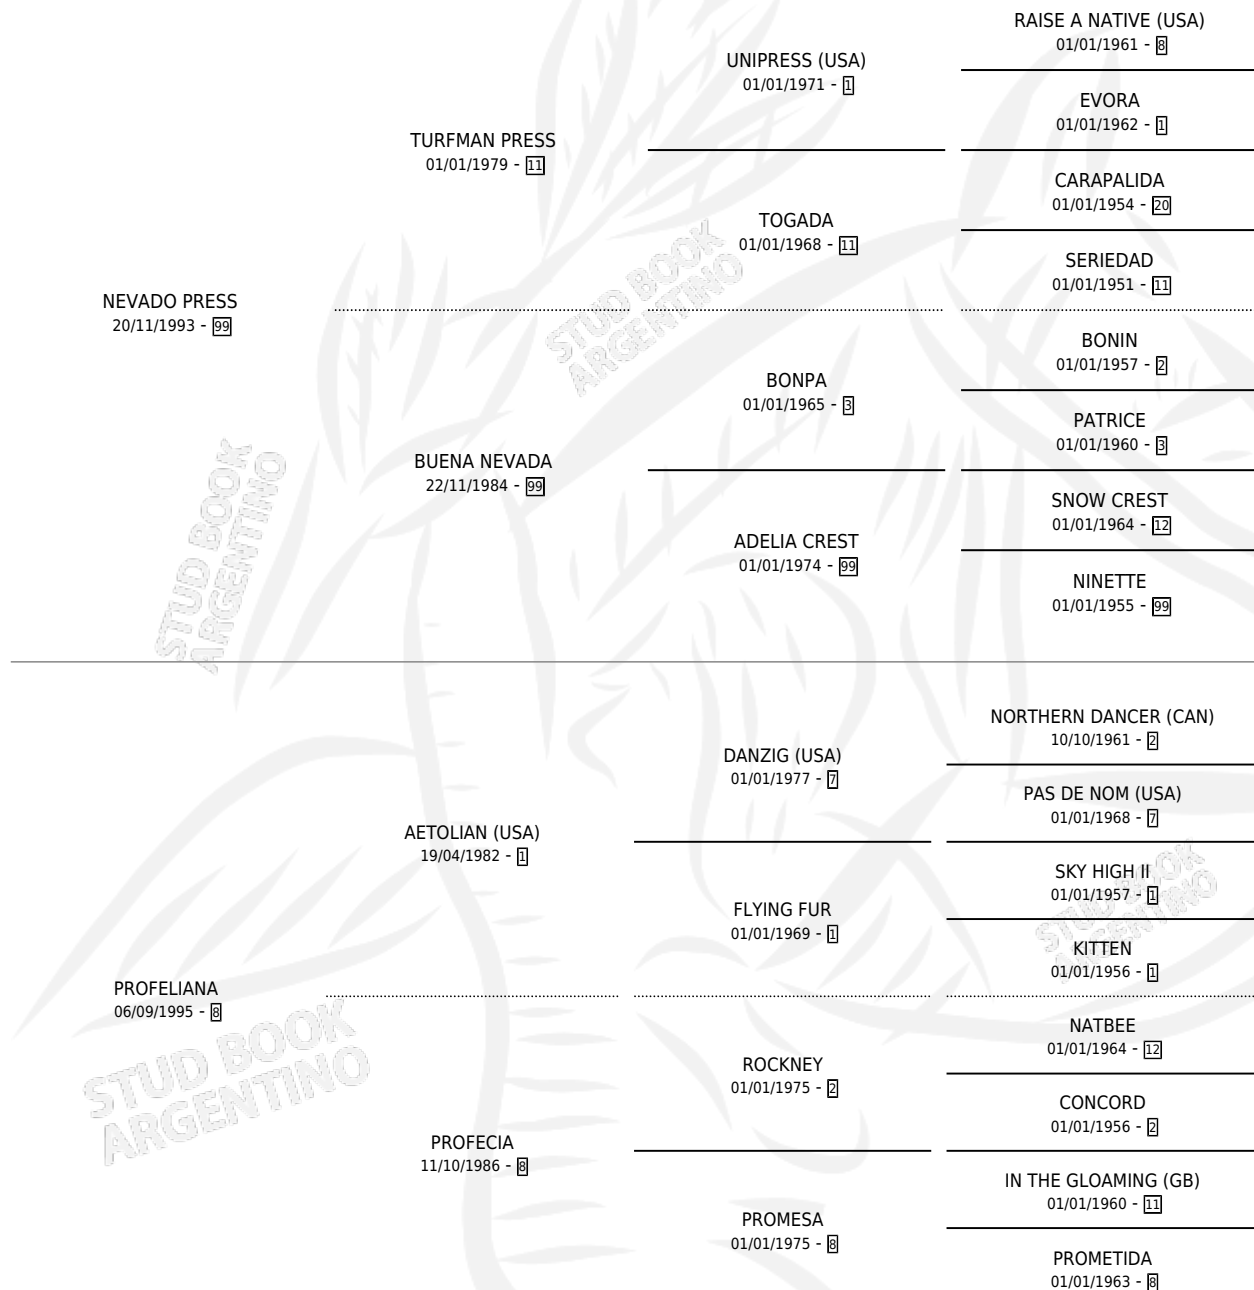 RAISE A NATIVE (USA)
01/01/1961 - 8
UNIPRESS (USA)
01/01/1971 - 1
EVORA
01/01/1962 - 1
TURFMAN PRESS
01/01/1979 - 11
CARAPALIDA
01/01/1954 - 20
TOGADA
01/01/1968 - 11
SERIEDAD
01/01/1951 - 11
NEVADO PRESS
20/11/1993 - 99
BONIN
01/01/1957 - 2
BONPA
01/01/1965 - 3
PATRICE
01/01/1960 - 3
BUENA NEVADA
22/11/1984 - 99
SNOW CREST
01/01/1964 - 12
ADELIA CREST
01/01/1974 - 99
NINETTE
01/01/1955 - 99
NORTHERN DANCER (CAN)
10/10/1961 - 2
DANZIG (USA)
01/01/1977 - 7
PAS DE NOM (USA)
01/01/1968 - 7
AETOLIAN (USA)
19/04/1982 - 1
SKY HIGH II
01/01/1957 - 1
FLYING FUR
01/01/1969 - 1
KITTEN
01/01/1956 - 1
PROFELIANA
06/09/1995 - 8
NATBEE
01/01/1964 - 12
ROCKNEY
01/01/1975 - 2
CONCORD
01/01/1956 - 2
PROFECIA
11/10/1986 - 8
IN THE GLOAMING (GB)
01/01/1960 - 11
PROMESA
01/01/1975 - 8
PROMETIDA
01/01/1963 - 8
STUD BOOK
ARGENTINO
STUD BOOK
ARGENTINO
STUD BOOK
ARGENTINO
STUD BOOK
ARGENTINO